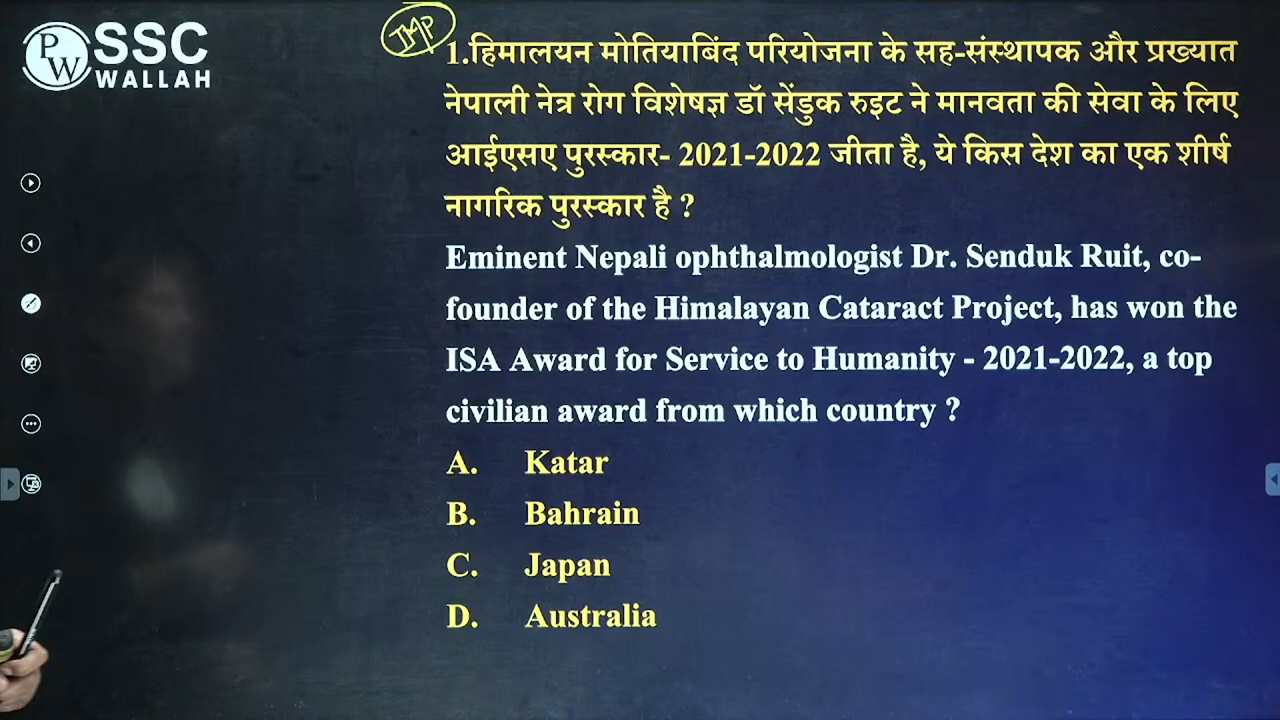 PW SSC
WALLAH
IMP
1.हिमालयन मोतियाबिंद परियोजना के सह-संस्थापक और प्रख्यात
नेपाली नेत्र रोग विशेषज्ञ डॉ सेंडुक रुइट ने मानवता की सेवा के लिए
आईएसए पुरस्कार- 2021-2022 जीता है, ये किस देश का एक शीर्ष
नागरिक पुरस्कार है ?
Eminent Nepali ophthalmologist Dr. Senduk Ruit, co-
founder of the Himalayan Cataract Project, has won the
ISA Award for Service to Humanity - 2021-2022, a top
civilian award from which country ?
A. Katar
B. Bahrain
C. Japan
D. Australia